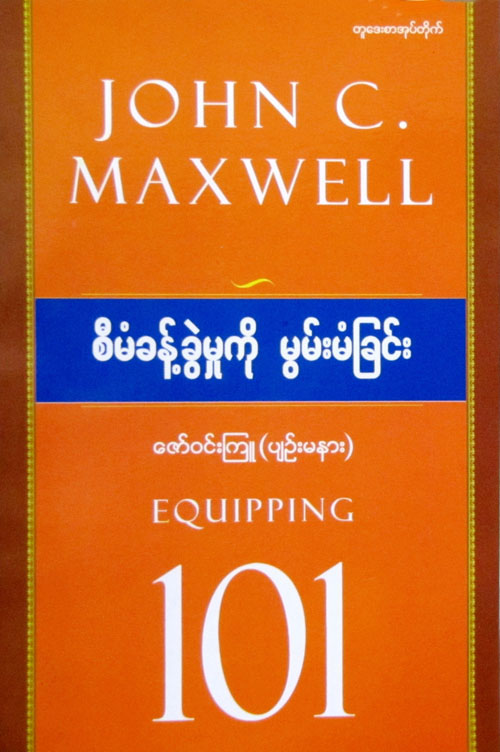 တူဒေးစာအုပ်တိုက်
JOHN C.
MAXWELL
စီမံခန့်ခွဲမှုကို မွမ်းမံခြင်း
ဇော်ဝင်းကြူ (ပျဉ်းမနား)
EQUIPPING
101